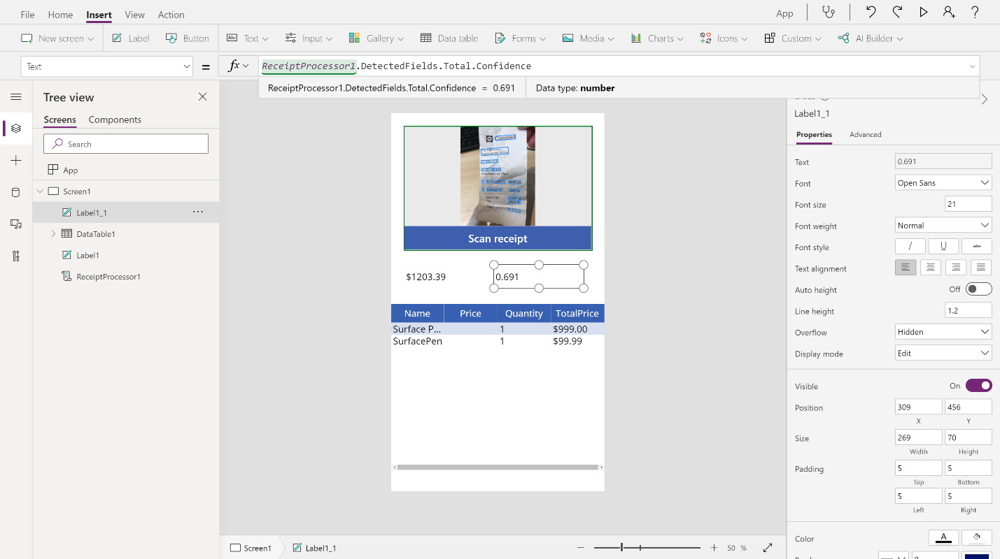 File Home Insert View Action App
New screen Label Button Abc Text Input Gallery Data table Forms Media Charts Icons Custom AI Builder
Text = fx ReceiptProcessor1.DetectedFields.Total.Confidence
ReceiptProcessor1.DetectedFields.Total.Confidence = 0.691 Data type: number
Tree view
Screens Components
Search
App
Screen1
Label1_1 ...
DataTable1
Label1
ReceiptProcessor1
Contoso
Scan receipt
$1203.39 0.691
Name Price Quantity TotalPrice
Surface P... 1 $999.00
SurfacePen 1 $99.99
Screen1 Label1_1 50 %
Label1_1
Properties Advanced
Text 0.691
Font Open Sans
Font size 21
Font weight Normal
Font style / U abc
Text alignment
Auto height Off
Line height 1.2
Overflow Hidden
Display mode Edit
Visible On
Position 309 456
X Y
Size 269 70
Width Height
Padding 5 5
Top Bottom
5 5
Left Right
Color A